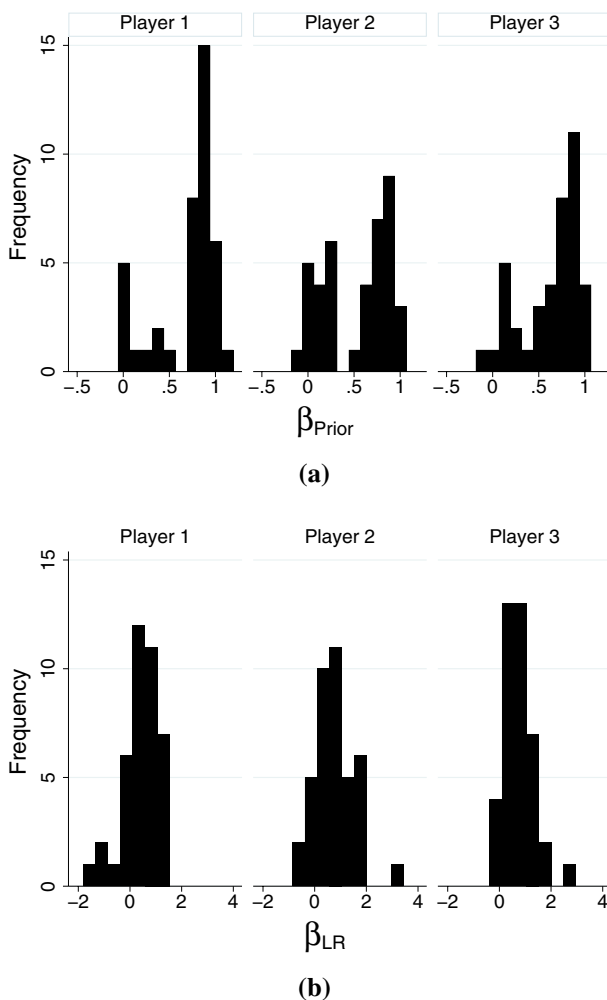 Player 1 Player 2 Player 3
15
10
5
0
Frequency
−.5 0 .5 1 −.5 0 .5 1 −.5 0 .5 1
βPrior
(a)
Player 1 Player 2 Player 3
15
10
5
0
Frequency
−2 0 2 4 −2 0 2 4 −2 0 2 4
βLR
(b)